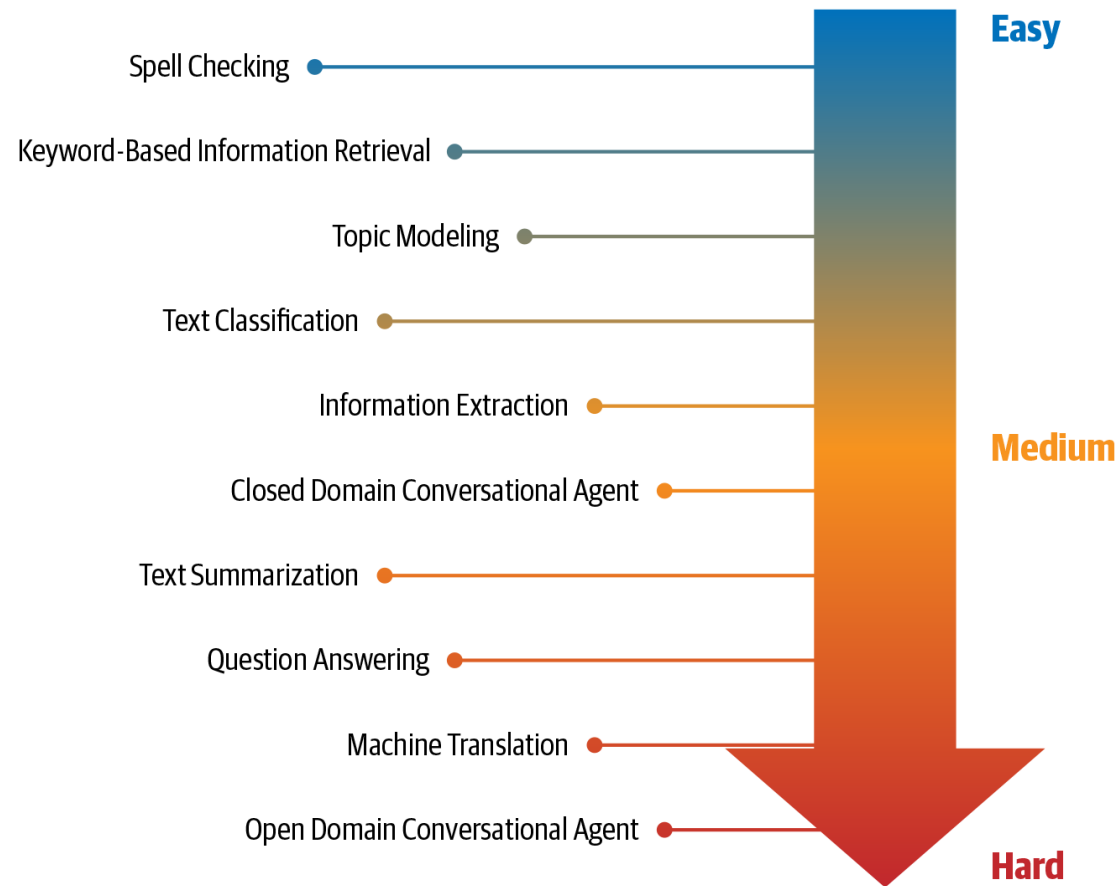 Easy
Spell Checking
Keyword-Based Information Retrieval
Topic Modeling
Text Classification
Information Extraction
Medium
Closed Domain Conversational Agent
Text Summarization
Question Answering
Machine Translation
Open Domain Conversational Agent
Hard